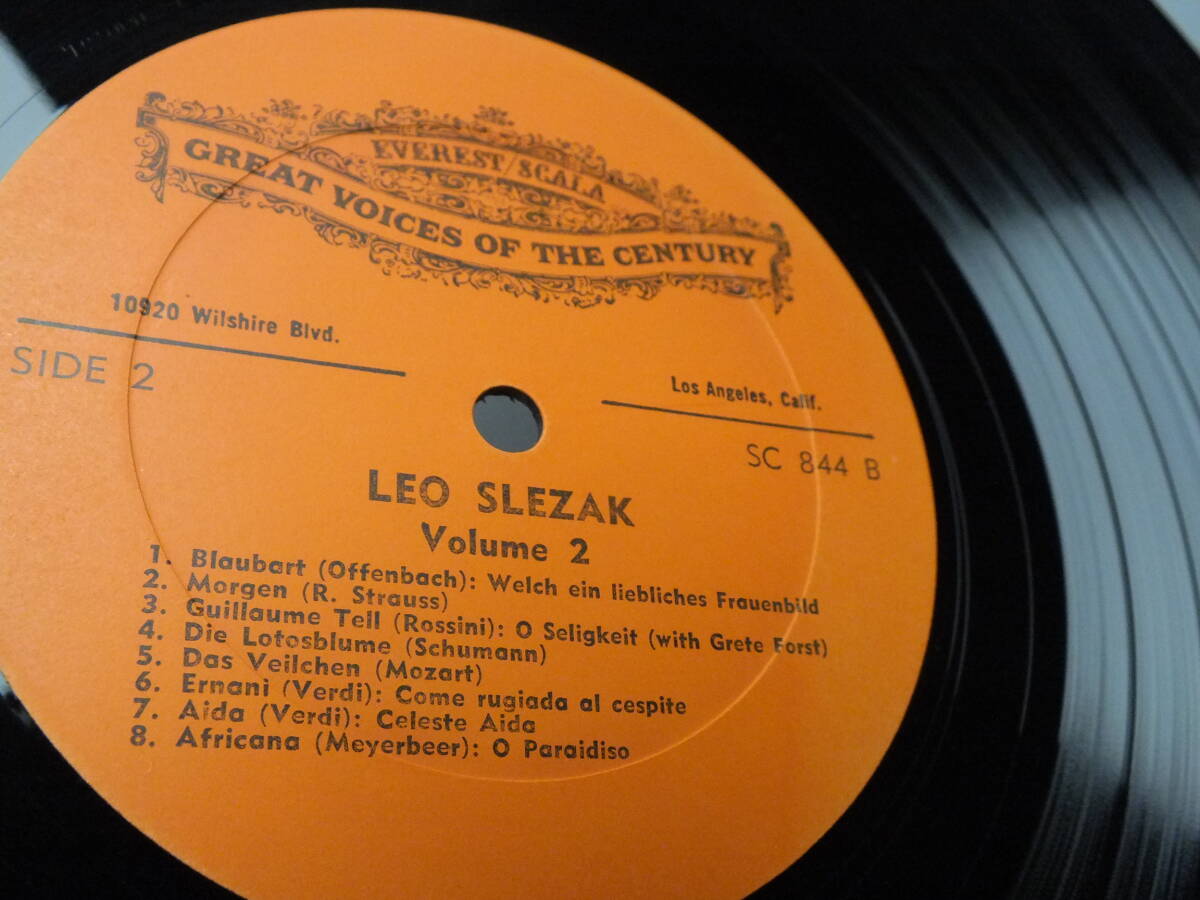 EVEREST/SCALA
GREAT VOICES OF THE CENTURY
10920 Wilshire Blvd.
Los Angeles, Calif.
SIDE 2
SC 844 B
LEO SLEZAK
Volume 2
1. Blaubart (Offenbach): Welch ein liebliches Frauenbild
2. Morgen (R. Strauss)
3. Guillaume Tell (Rossini): O Seligkeit (with Grete Forst)
4. Die Lotosblume (Schumann)
5. Das Veilchen (Mozart)
6. Ernani (Verdi): Come rugiada al cespite
7. Aida (Verdi): Celeste Aida
8. Africana (Meyerbeer): O Paraidiso